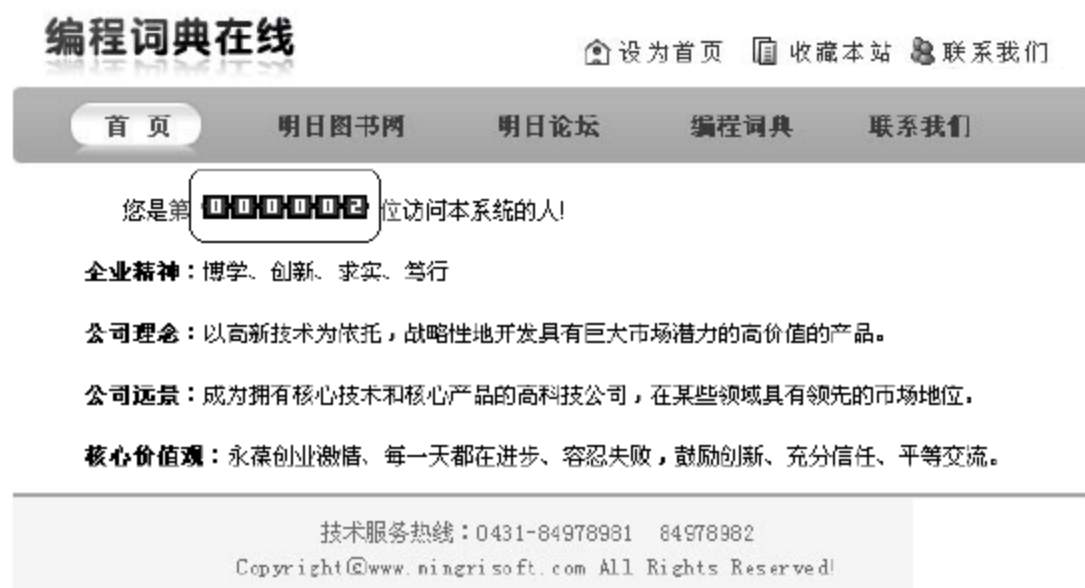 编程词典在线
设为首页 收藏本站 联系我们
首 页 明日图书网 明日论坛 编程词典 联系我们
您是第 000002 位访问本系统的人!
企业精神：博学、创新、求实、笃行
公司理念：以高新技术为依托，战略性地开发具有巨大市场潜力的高价值的产品。
公司远景：成为拥有核心技术和核心产品的高科技公司，在某些领域具有领先的市场地位。
核心价值观：永葆创业激情、每一天都在进步、容忍失败，鼓励创新、充分信任、平等交流。
技术服务热线：0431-84978981 84978982
Copyright©www.mingrisoft.com All Rights Reserved!